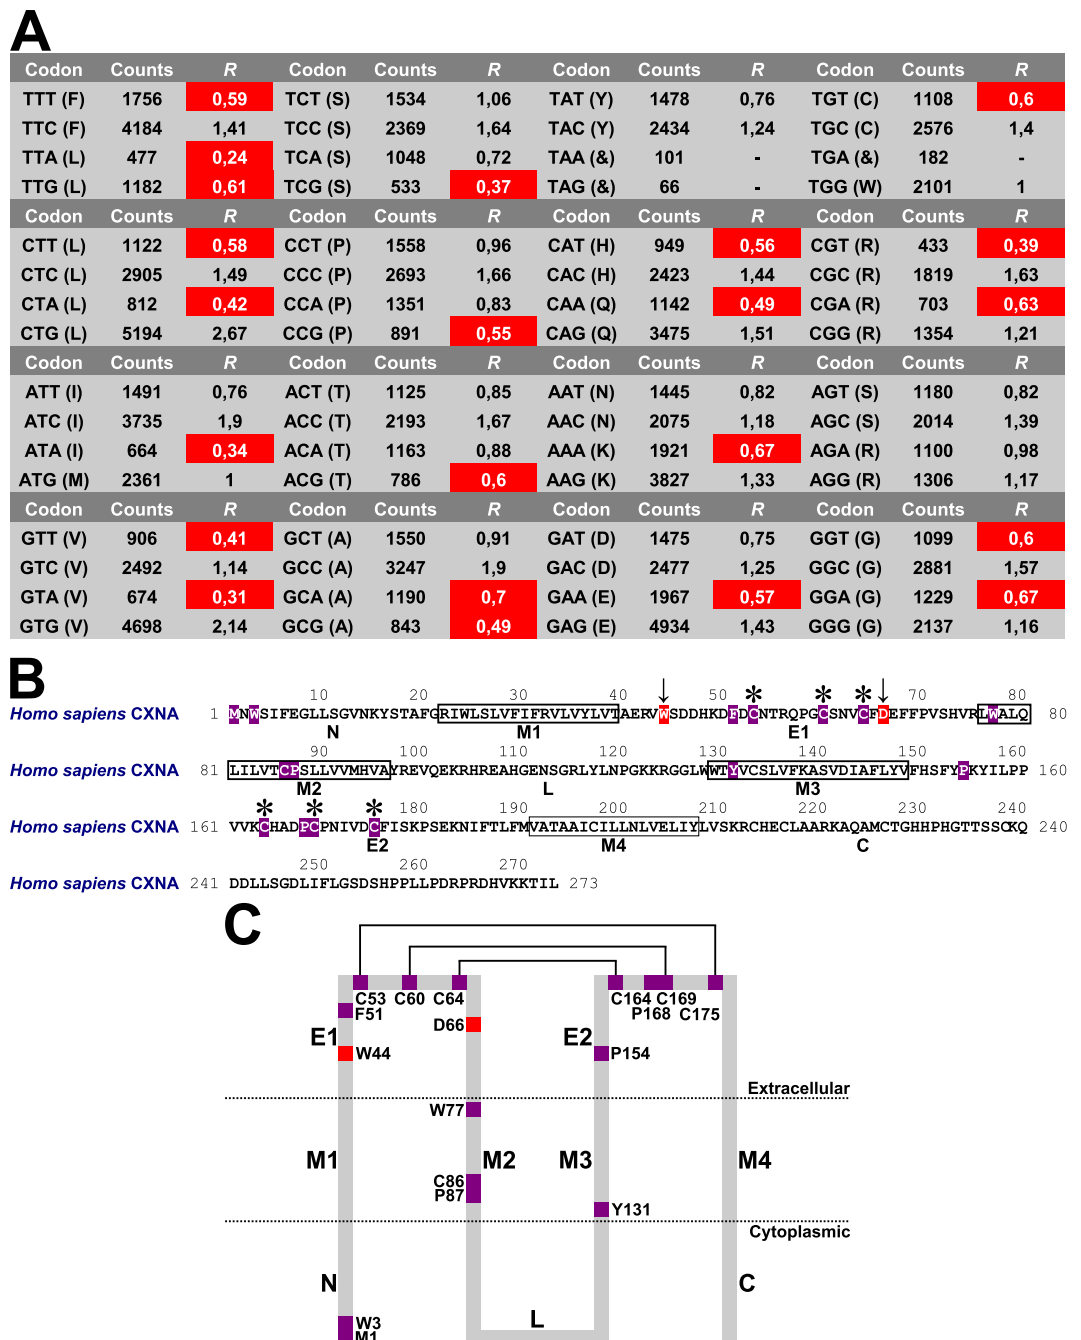 A
Codon Counts R Codon Counts R Codon Counts R Codon Counts R
TTT (F) 1756 0,59 TCT (S) 1534 1,06 TAT (Y) 1478 0,76 TGT (C) 1108 0,6
TTC (F) 4184 1,41 TCC (S) 2369 1,64 TAC (Y) 2434 1,24 TGC (C) 2576 1,4
TTA (L) 477 0,24 TCA (S) 1048 0,72 TAA (&) 101 - TGA (&) 182 -
TTG (L) 1182 0,61 TCG (S) 533 0,37 TAG (&) 66 - TGG (W) 2101 1
Codon Counts R Codon Counts R Codon Counts R Codon Counts R
CTT (L) 1122 0,58 CCT (P) 1558 0,96 CAT (H) 949 0,56 CGT (R) 433 0,39
CTC (L) 2905 1,49 CCC (P) 2693 1,66 CAC (H) 2423 1,44 CGC (R) 1819 1,63
CTA (L) 812 0,42 CCA (P) 1351 0,83 CAA (Q) 1142 0,49 CGA (R) 703 0,63
CTG (L) 5194 2,67 CCG (P) 891 0,55 CAG (Q) 3475 1,51 CGG (R) 1354 1,21
Codon Counts R Codon Counts R Codon Counts R Codon Counts R
ATT (I) 1491 0,76 ACT (T) 1125 0,85 AAT (N) 1445 0,82 AGT (S) 1180 0,82
ATC (I) 3735 1,9 ACC (T) 2193 1,67 AAC (N) 2075 1,18 AGC (S) 2014 1,39
ATA (I) 664 0,34 ACA (T) 1163 0,88 AAA (K) 1921 0,67 AGA (R) 1100 0,98
ATG (M) 2361 1 ACG (T) 786 0,6 AAG (K) 3827 1,33 AGG (R) 1306 1,17
Codon Counts R Codon Counts R Codon Counts R Codon Counts R
GTT (V) 906 0,41 GCT (A) 1550 0,91 GAT (D) 1475 0,75 GGT (G) 1099 0,6
GTC (V) 2492 1,14 GCC (A) 3247 1,9 GAC (D) 2477 1,25 GGC (G) 2881 1,57
GTA (V) 674 0,31 GCA (A) 1190 0,7 GAA (E) 1967 0,57 GGA (G) 1229 0,67
GTG (V) 4698 2,14 GCG (A) 843 0,49 GAG (E) 4934 1,43 GGG (G) 2137 1,16
B
↓ * * * ↓
10 20 30 40 50 60 70 80
Homo sapiens CXNA 1 MNWSIFEGLLSGVNKYSTAFGRIWLSLVFIFRVLVYLVTAERVWSDDHKDFDCNTRQPGCSNVCFDEFFPVSHVRLWALQ 80
N M1 E1
90 100 110 120 130 140 150 160
Homo sapiens CXNA 81 LILVTCPSLLVVMHVAYREVQEKRHREAHGENSGRLYLNPGKKRGGLWWTYVCSLVFKASVDIAFLYVFHSFYPKYILPP 160
M2 L M3
* * *
180 190 200 210 220 230 240
Homo sapiens CXNA 161 VVKCHADPCPNIVDCFISKPSEKNIFTLFMVATAAICILLNLVELIYLVSKRCHECLAARKAQAMCTGHHPHGTTSSCKQ 240
E2 M4 C
250 260 270
Homo sapiens CXNA 241 DDLLSGDLIFLGSDSHPPLLPDRPRDHVKKTIL 273
C
C53 C60 C64 C164 C169
F51 P168 C175
D66
E1 E2
W44 P154
Extracellular
W77
M1 M2 M3 M4
C86
P87
Y131
Cytoplasmic
N C
L
W3
M1